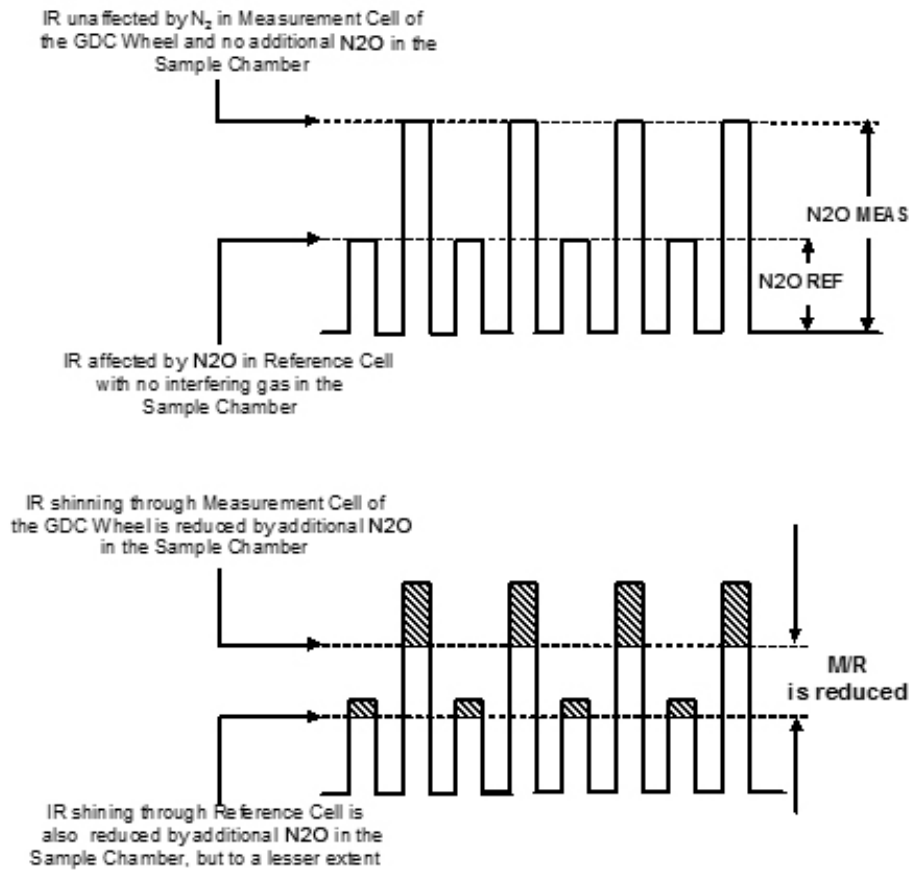 IR unaffected by N₂ in Measurement Cell of
the GDC Wheel and no additional N2O in the
Sample Chamber
N2O MEAS
N2O REF
IR affected by N2O in Reference Cell
with no interfering gas in the
Sample Chamber
IR shinning through Measurement Cell of
the GDC Wheel is reduced by additional N2O
in the Sample Chamber
M/R
is reduced
IR shining through Reference Cell is
also reduced by additional N2O in the
Sample Chamber, but to a lesser extent